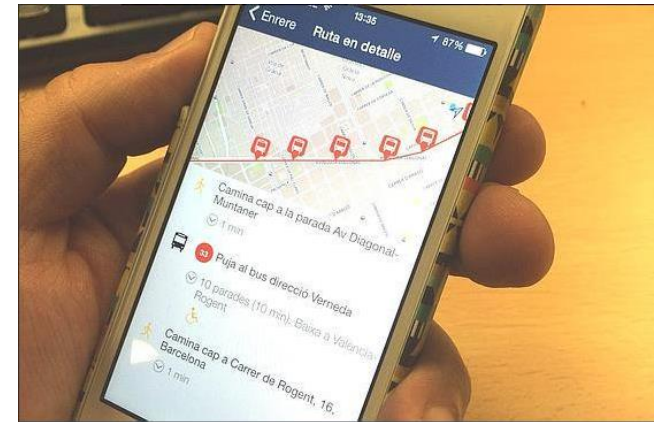 13:35
87%
Enrere
Ruta en detalle
Camina cap a la parada Av Diagonal-
Muntaner
1 min
33 Puja al bus direcció Verneda
10 parades (10 min). Baixa a València-
Rogent
Camina cap a Carrer de Rogent, 16,
Barcelona
1 min